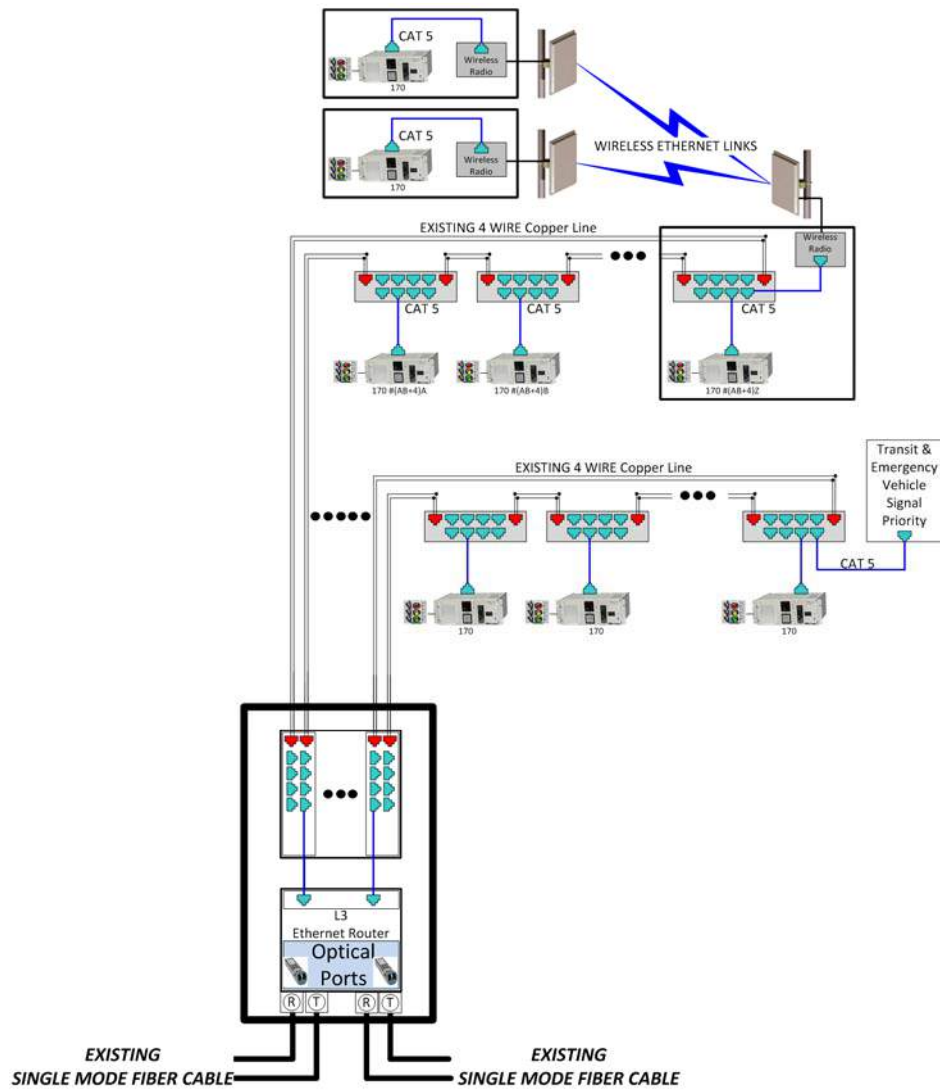 CAT 5
Wireless
Radio
170
CAT 5
WIRELESS ETHERNET LINKS
Wireless
Radio
170
EXISTING 4 WIRE Copper Line
Wireless
Radio
CAT 5
CAT 5
CAT 5
170 #(AB+4)A
170 #(AB+4)B
170 #(AB+4)Z
EXISTING 4 WIRE Copper Line
Transit &
Emergency
Vehicle
Signal
Priority
CAT 5
170
170
170
L3
Ethernet Router
Optical
Ports
R T R T
EXISTING
SINGLE MODE FIBER CABLE
EXISTING
SINGLE MODE FIBER CABLE